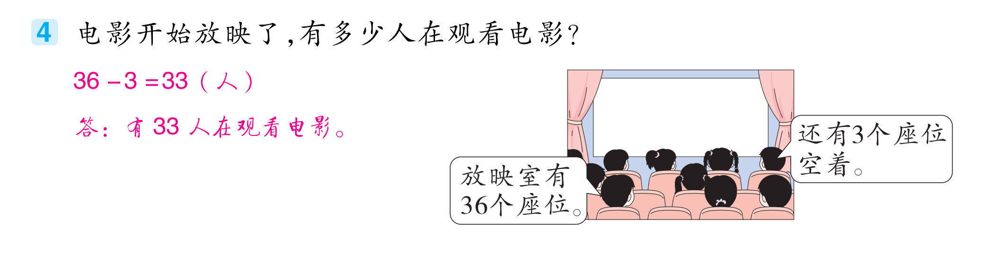 4 电影开始放映了,有多少人在观看电影?
36-3=33(人)
答:有33人在观看电影。
还有3个座位
空着。
放映室有
36个座位。